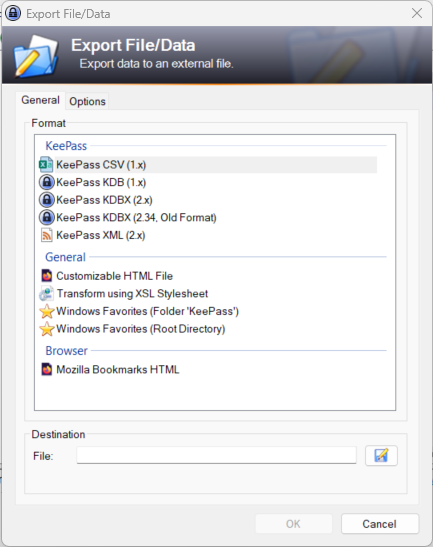 Export File/Data
Export File/Data
Export data to an external file.
General Options
Format
KeePass
KeePass CSV (1.x)
KeePass KDB (1.x)
KeePass KDBX (2.x)
KeePass KDBX (2.34, Old Format)
KeePass XML (2.x)
General
Customizable HTML File
Transform using XSL Stylesheet
Windows Favorites (Folder 'KeePass')
Windows Favorites (Root Directory)
Browser
Mozilla Bookmarks HTML
Destination
File:
OK Cancel